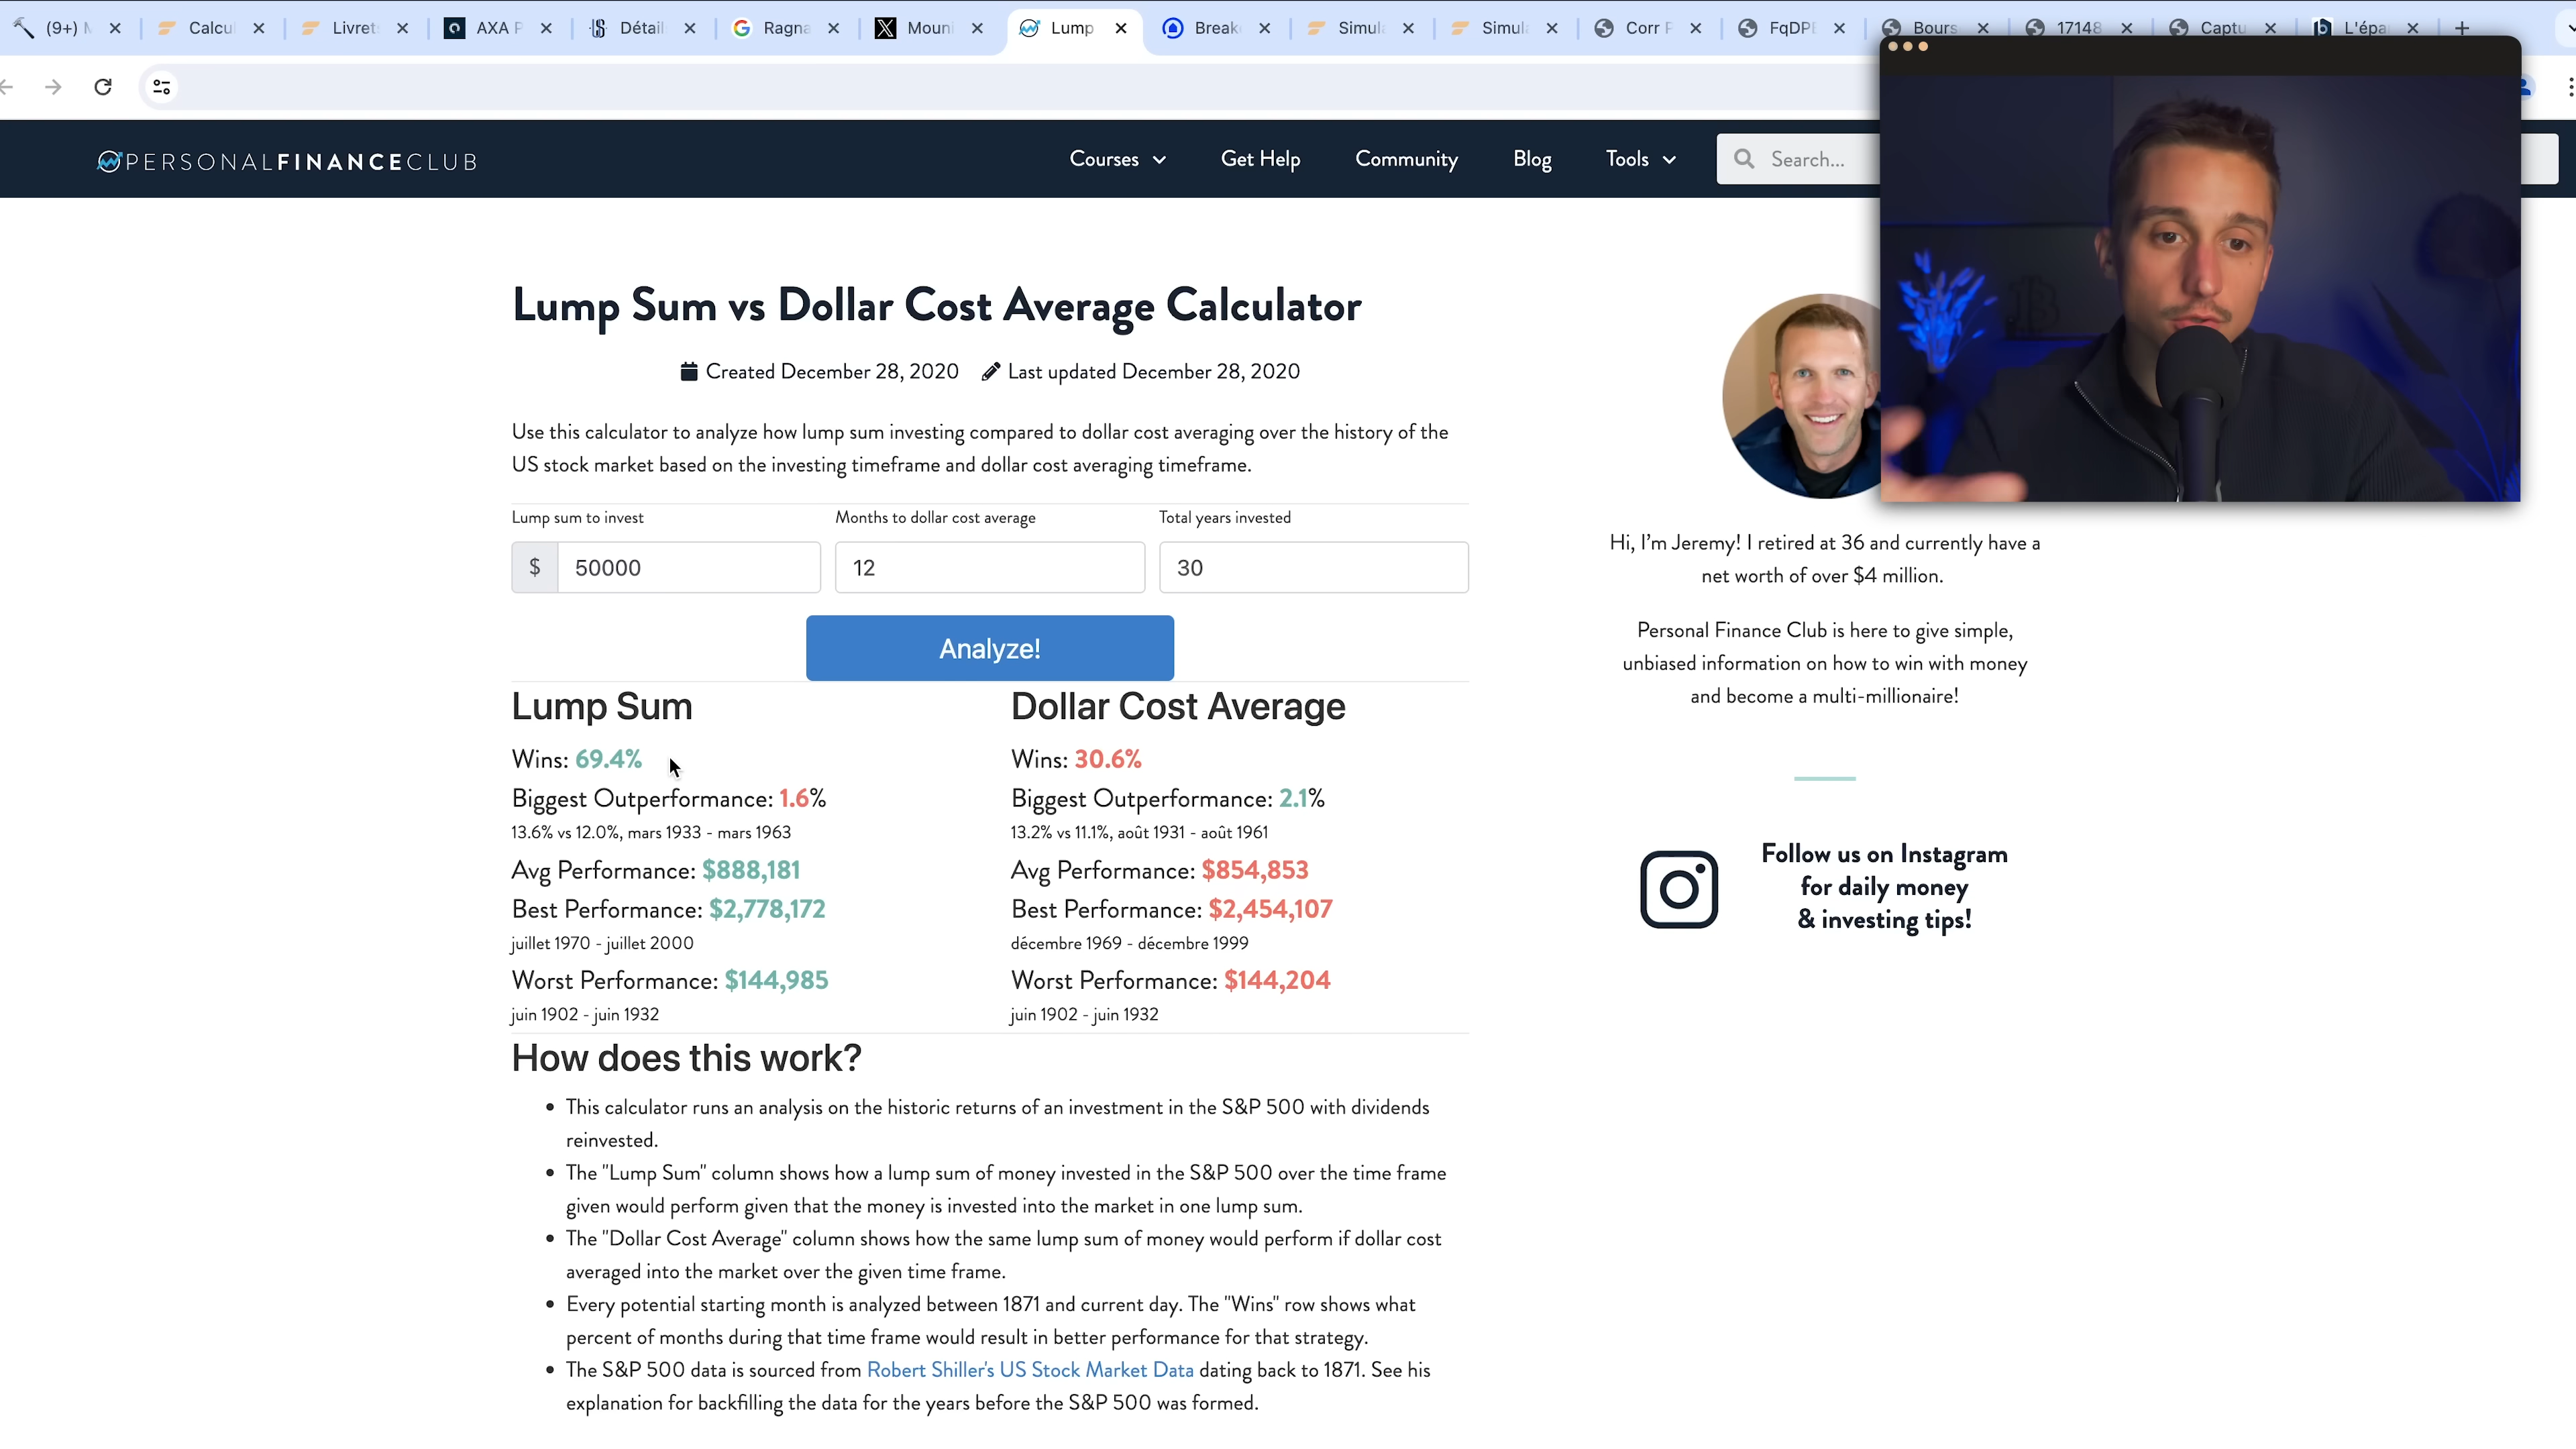 (9+) M
Calcul
Livret
AXA P
Détail
Ragna
Mouni
Lump
Break
Simula
Simula
Corr P
FqDPE
Bours
17148
Captu
L'épa
PERSONALFINANCECLUB
Courses
Get Help
Community
Blog
Tools
Search...
Lump Sum vs Dollar Cost Average Calculator
Created December 28, 2020
Last updated December 28, 2020
Use this calculator to analyze how lump sum investing compared to dollar cost averaging over the history of the
US stock market based on the investing timeframe and dollar cost averaging timeframe.
Lump sum to invest
Months to dollar cost average
Total years invested
$ 50000
12
30
Analyze!
Lump Sum
Wins: 69.4%
Biggest Outperformance: 1.6%
13.6% vs 12.0%, mars 1933 - mars 1963
Avg Performance: $888,181
Best Performance: $2,778,172
juillet 1970 - juillet 2000
Worst Performance: $144,985
juin 1902 - juin 1932
Dollar Cost Average
Wins: 30.6%
Biggest Outperformance: 2.1%
13.2% vs 11.1%, août 1931 - août 1961
Avg Performance: $854,853
Best Performance: $2,454,107
décembre 1969 - décembre 1999
Worst Performance: $144,204
juin 1902 - juin 1932
How does this work?
• This calculator runs an analysis on the historic returns of an investment in the S&P 500 with dividends
reinvested.
• The "Lump Sum" column shows how a lump sum of money invested in the S&P 500 over the time frame
given would perform given that the money is invested into the market in one lump sum.
• The "Dollar Cost Average" column shows how the same lump sum of money would perform if dollar cost
averaged into the market over the given time frame.
• Every potential starting month is analyzed between 1871 and current day. The "Wins" row shows what
percent of months during that time frame would result in better performance for that strategy.
• The S&P 500 data is sourced from Robert Shiller's US Stock Market Data dating back to 1871. See his
explanation for backfilling the data for the years before the S&P 500 was formed.
Hi, I'm Jeremy! I retired at 36 and currently have a
net worth of over $4 million.
Personal Finance Club is here to give simple,
unbiased information on how to win with money
and become a multi-millionaire!
Follow us on Instagram
for daily money
& investing tips!